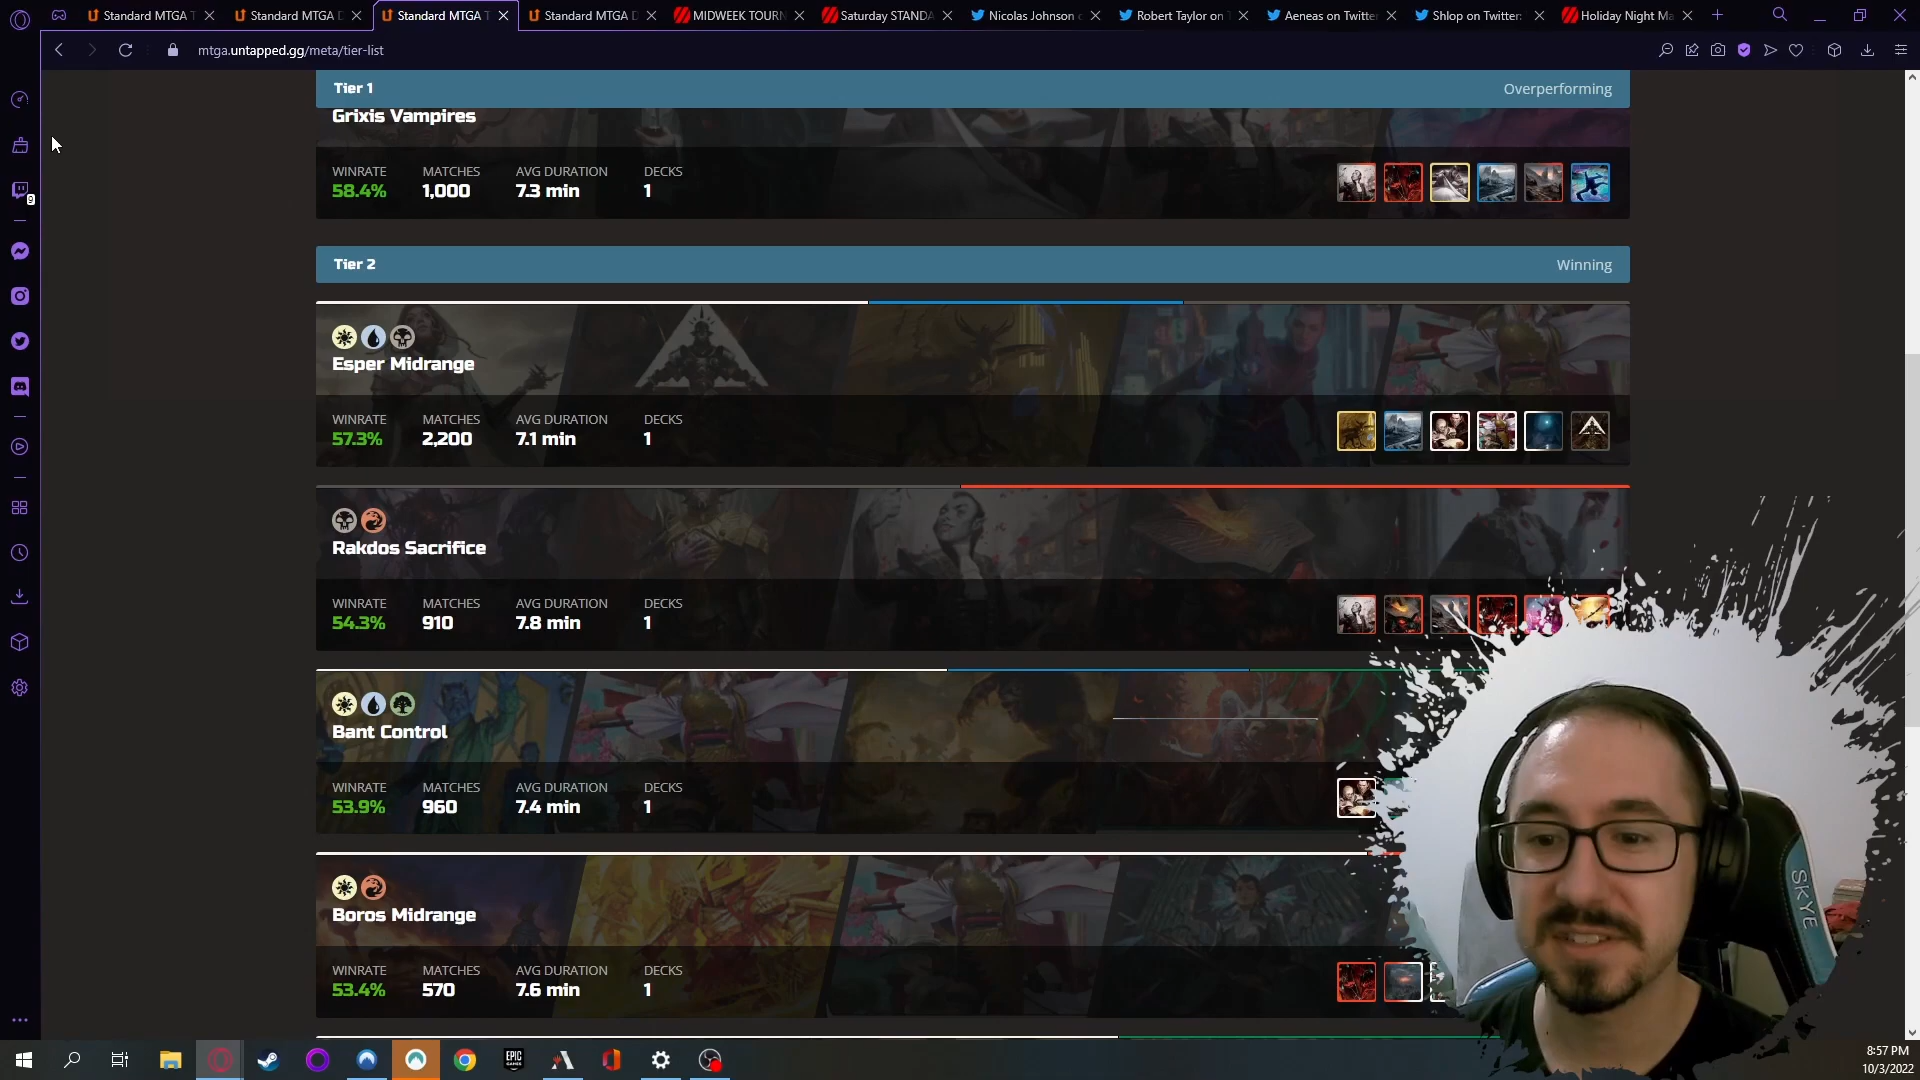 Standard MTGA T
Standard MTGA D
Standard MTGA T
Standard MTGA D
MIDWEEK TOURN
Saturday STANDA
Nicolas Johnson o
Robert Taylor on T
Aeneas on Twitter
Shlop on Twitter:
Holiday Night Ma
mtga.untapped.gg/meta/tier-list
Tier 1
Overperforming
Grixis Vampires
WINRATE MATCHES AVG DURATION DECKS
58.4% 1,000 7.3 min 1
Tier 2
Winning
Esper Midrange
WINRATE MATCHES AVG DURATION DECKS
57.3% 2,200 7.1 min 1
Rakdos Sacrifice
WINRATE MATCHES AVG DURATION DECKS
54.3% 910 7.8 min 1
Bant Control
WINRATE MATCHES AVG DURATION DECKS
53.9% 960 7.4 min 1
Boros Midrange
WINRATE MATCHES AVG DURATION DECKS
53.4% 570 7.6 min 1
SKYE
9
EPIC
GAMES
8:57 PM
10/3/2022